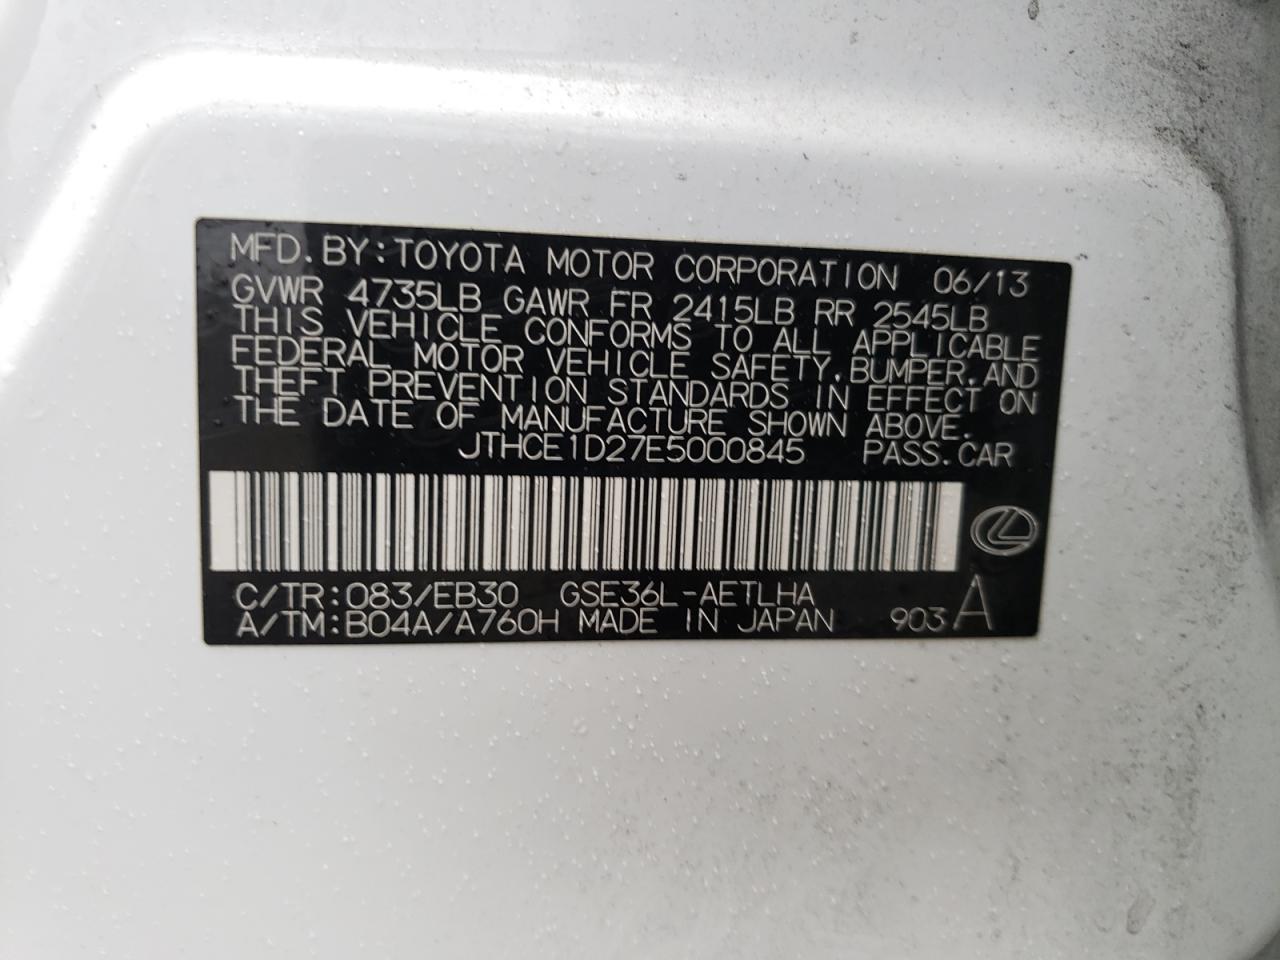 MFD. BY: TOYOTA MOTOR CORPORATION 06/13
GVWR 4735LB GAWR FR 2415LB RR 2545LB
THIS VEHICLE CONFORMS TO ALL APPLICABLE
FEDERAL MOTOR VEHICLE SAFETY, BUMPER, AND
THEFT PREVENTION STANDARDS IN EFFECT ON
THE DATE OF MANUFACTURE SHOWN ABOVE.
JTHCE1D27E5000845 PASS. CAR
C/TR: 083/EB30 GSE36L-AETLHA
A/TM: B04A/A760H MADE IN JAPAN 903 A